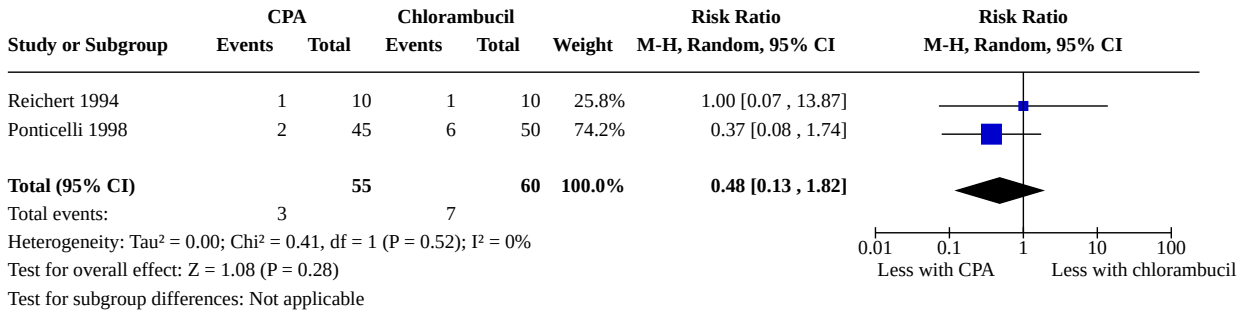 CPA Chlorambucil Risk Ratio Risk Ratio
Study or Subgroup Events Total Events Total Weight M-H, Random, 95% CI M-H, Random, 95% CI
Reichert 1994 1 10 1 10 25.8% 1.00 [0.07 , 13.87]
Ponticelli 1998 2 45 6 50 74.2% 0.37 [0.08 , 1.74]
Total (95% CI) 55 60 100.0% 0.48 [0.13 , 1.82]
Total events: 3 7
Heterogeneity: Tau² = 0.00; Chi² = 0.41, df = 1 (P = 0.52); I² = 0%
0.01 0.1 1 10 100
Test for overall effect: Z = 1.08 (P = 0.28) Less with CPA Less with chlorambucil
Test for subgroup differences: Not applicable